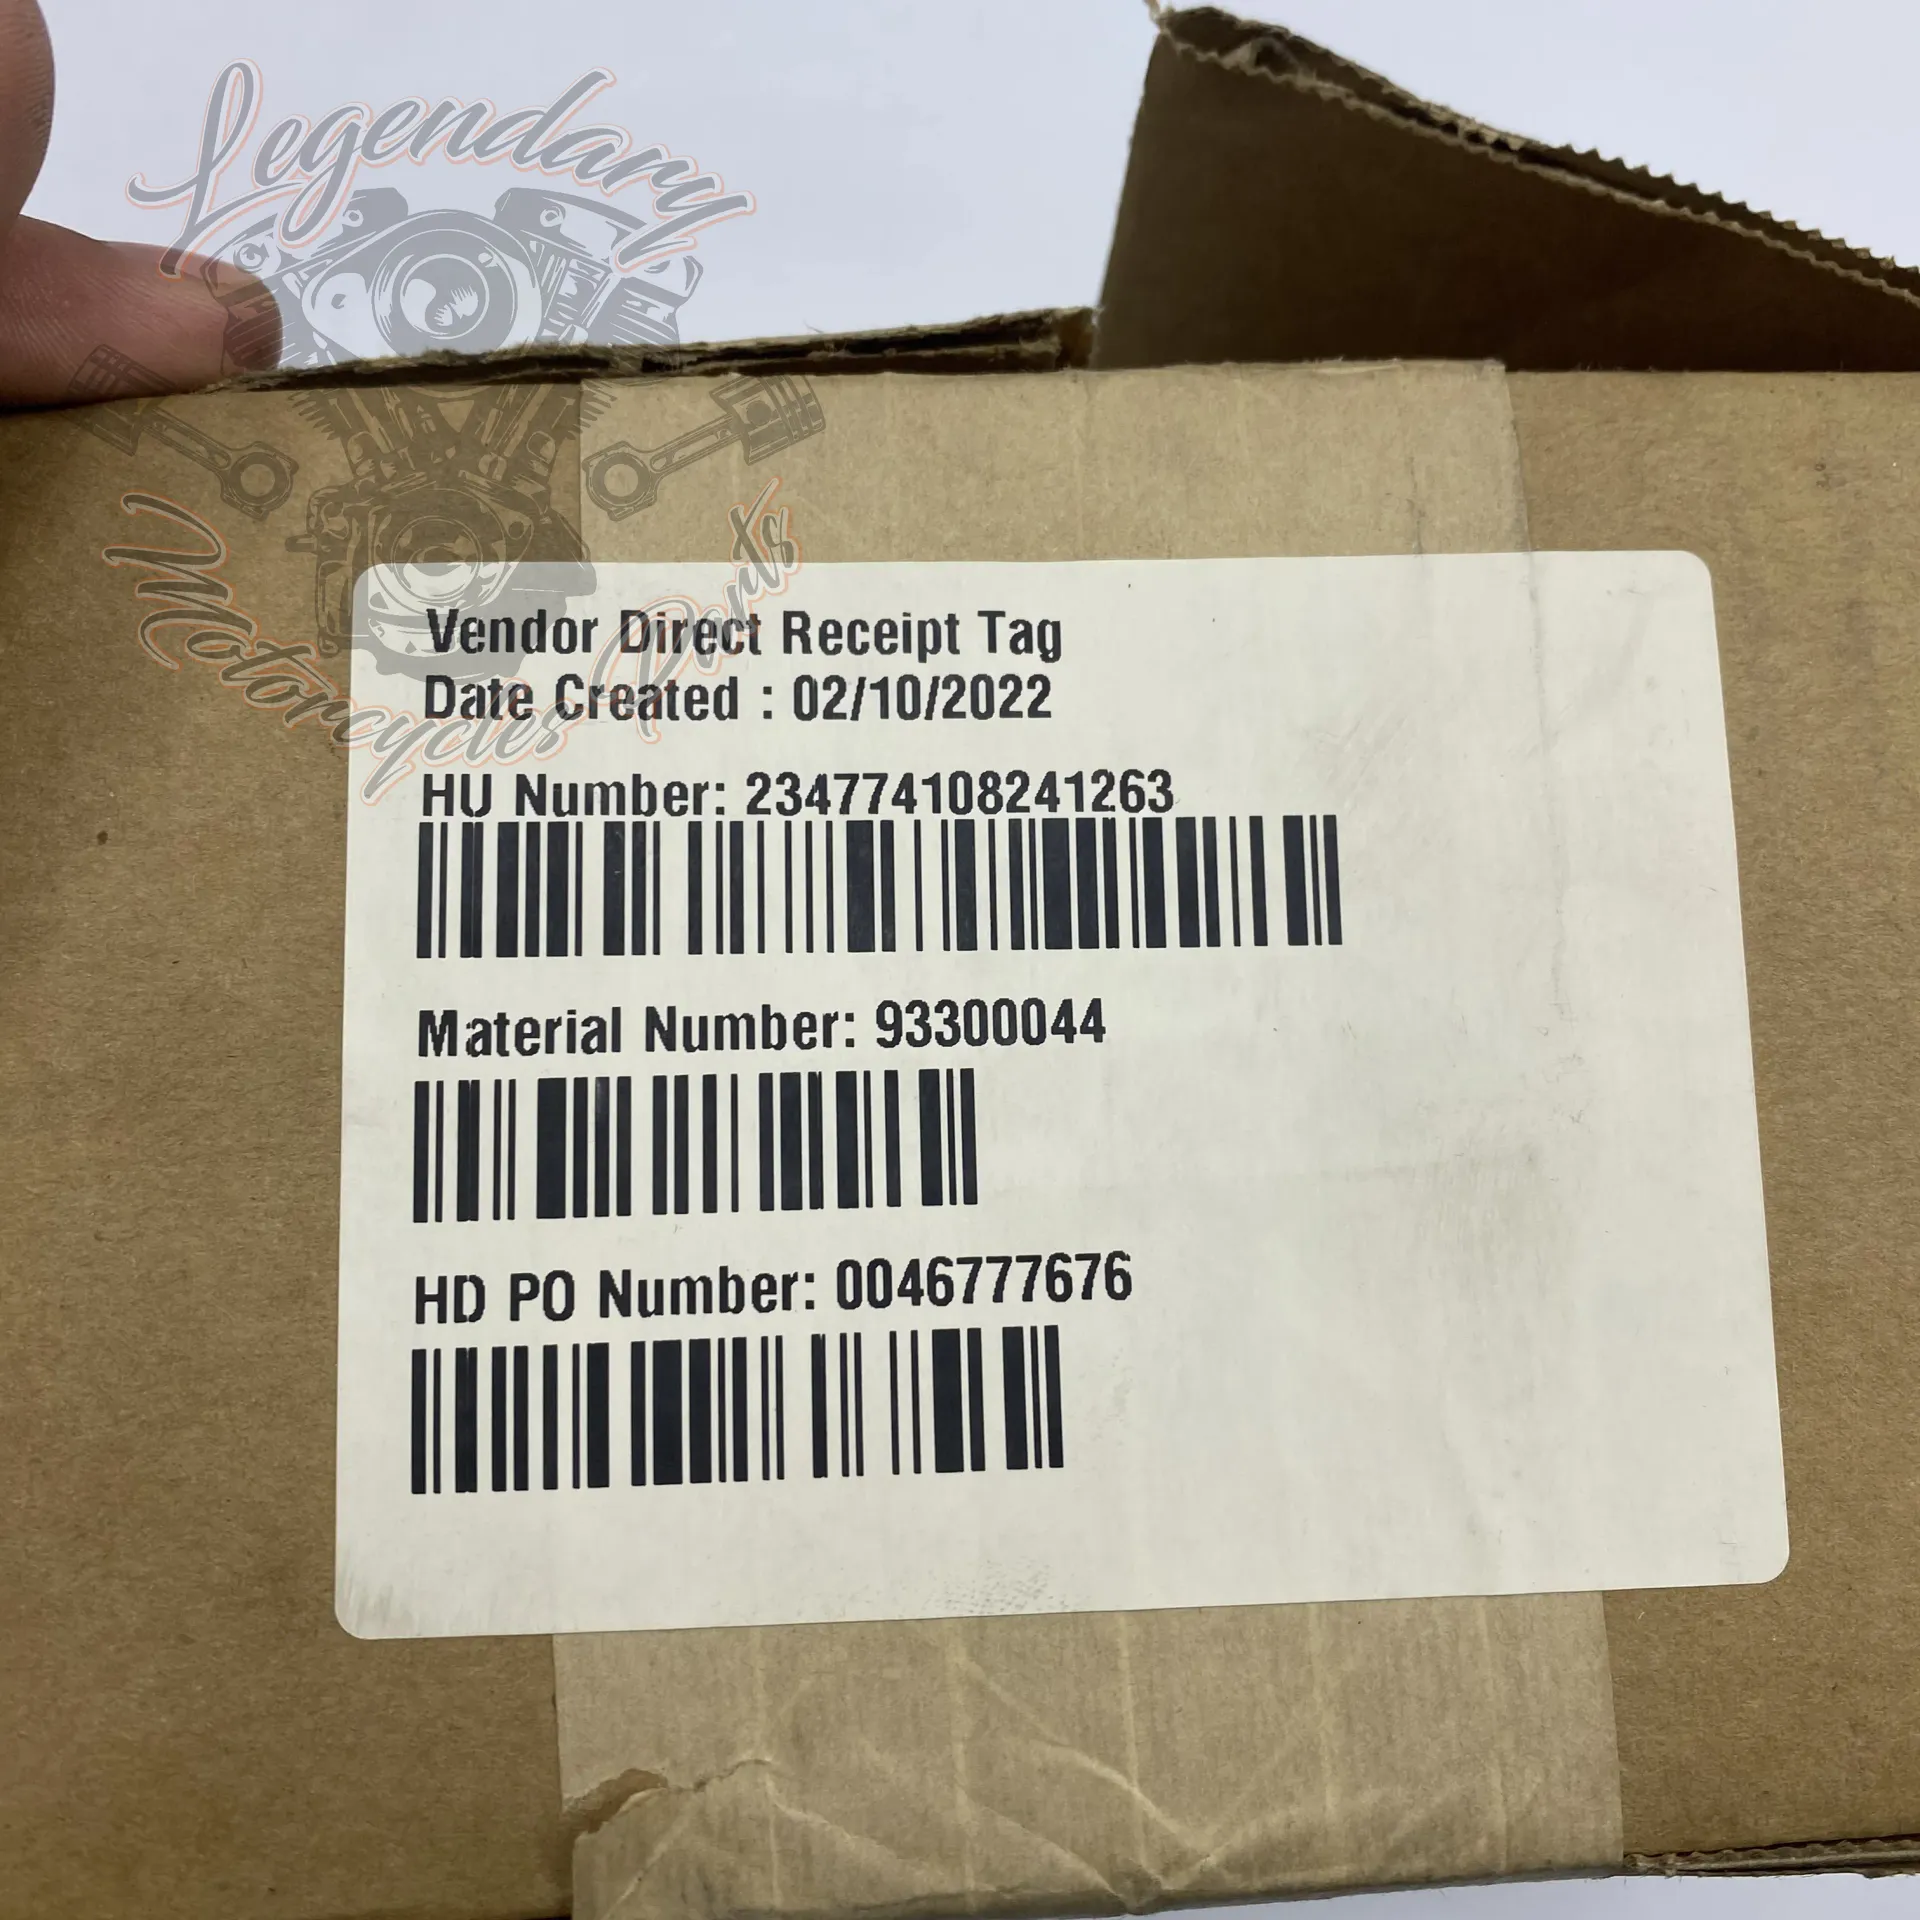 Legendary
Motorcycles Parts
Vendor Direct Receipt Tag
Date Created : 02/10/2022
HU Number: 234774108241263
Material Number: 93300044
HD PO Number: 0046777676